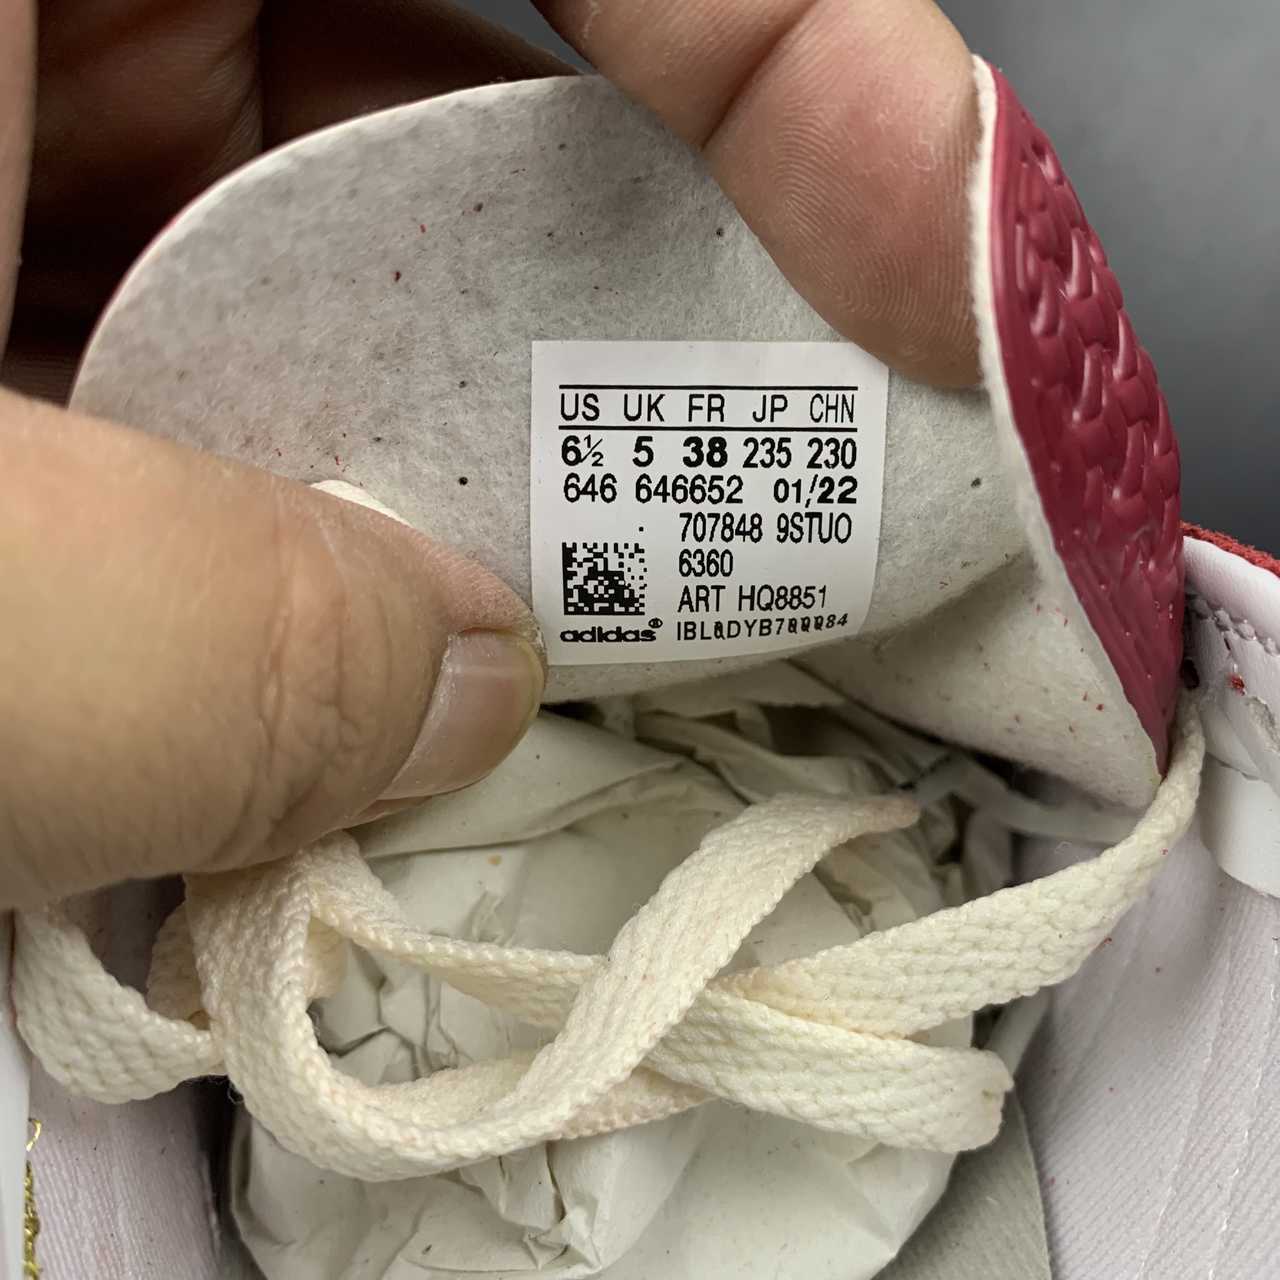 US UK FR JP CHN
6½ 5 38 235 230
646 646652 01/22
707848 9STUO
6360
ART HQ8851
adidas®